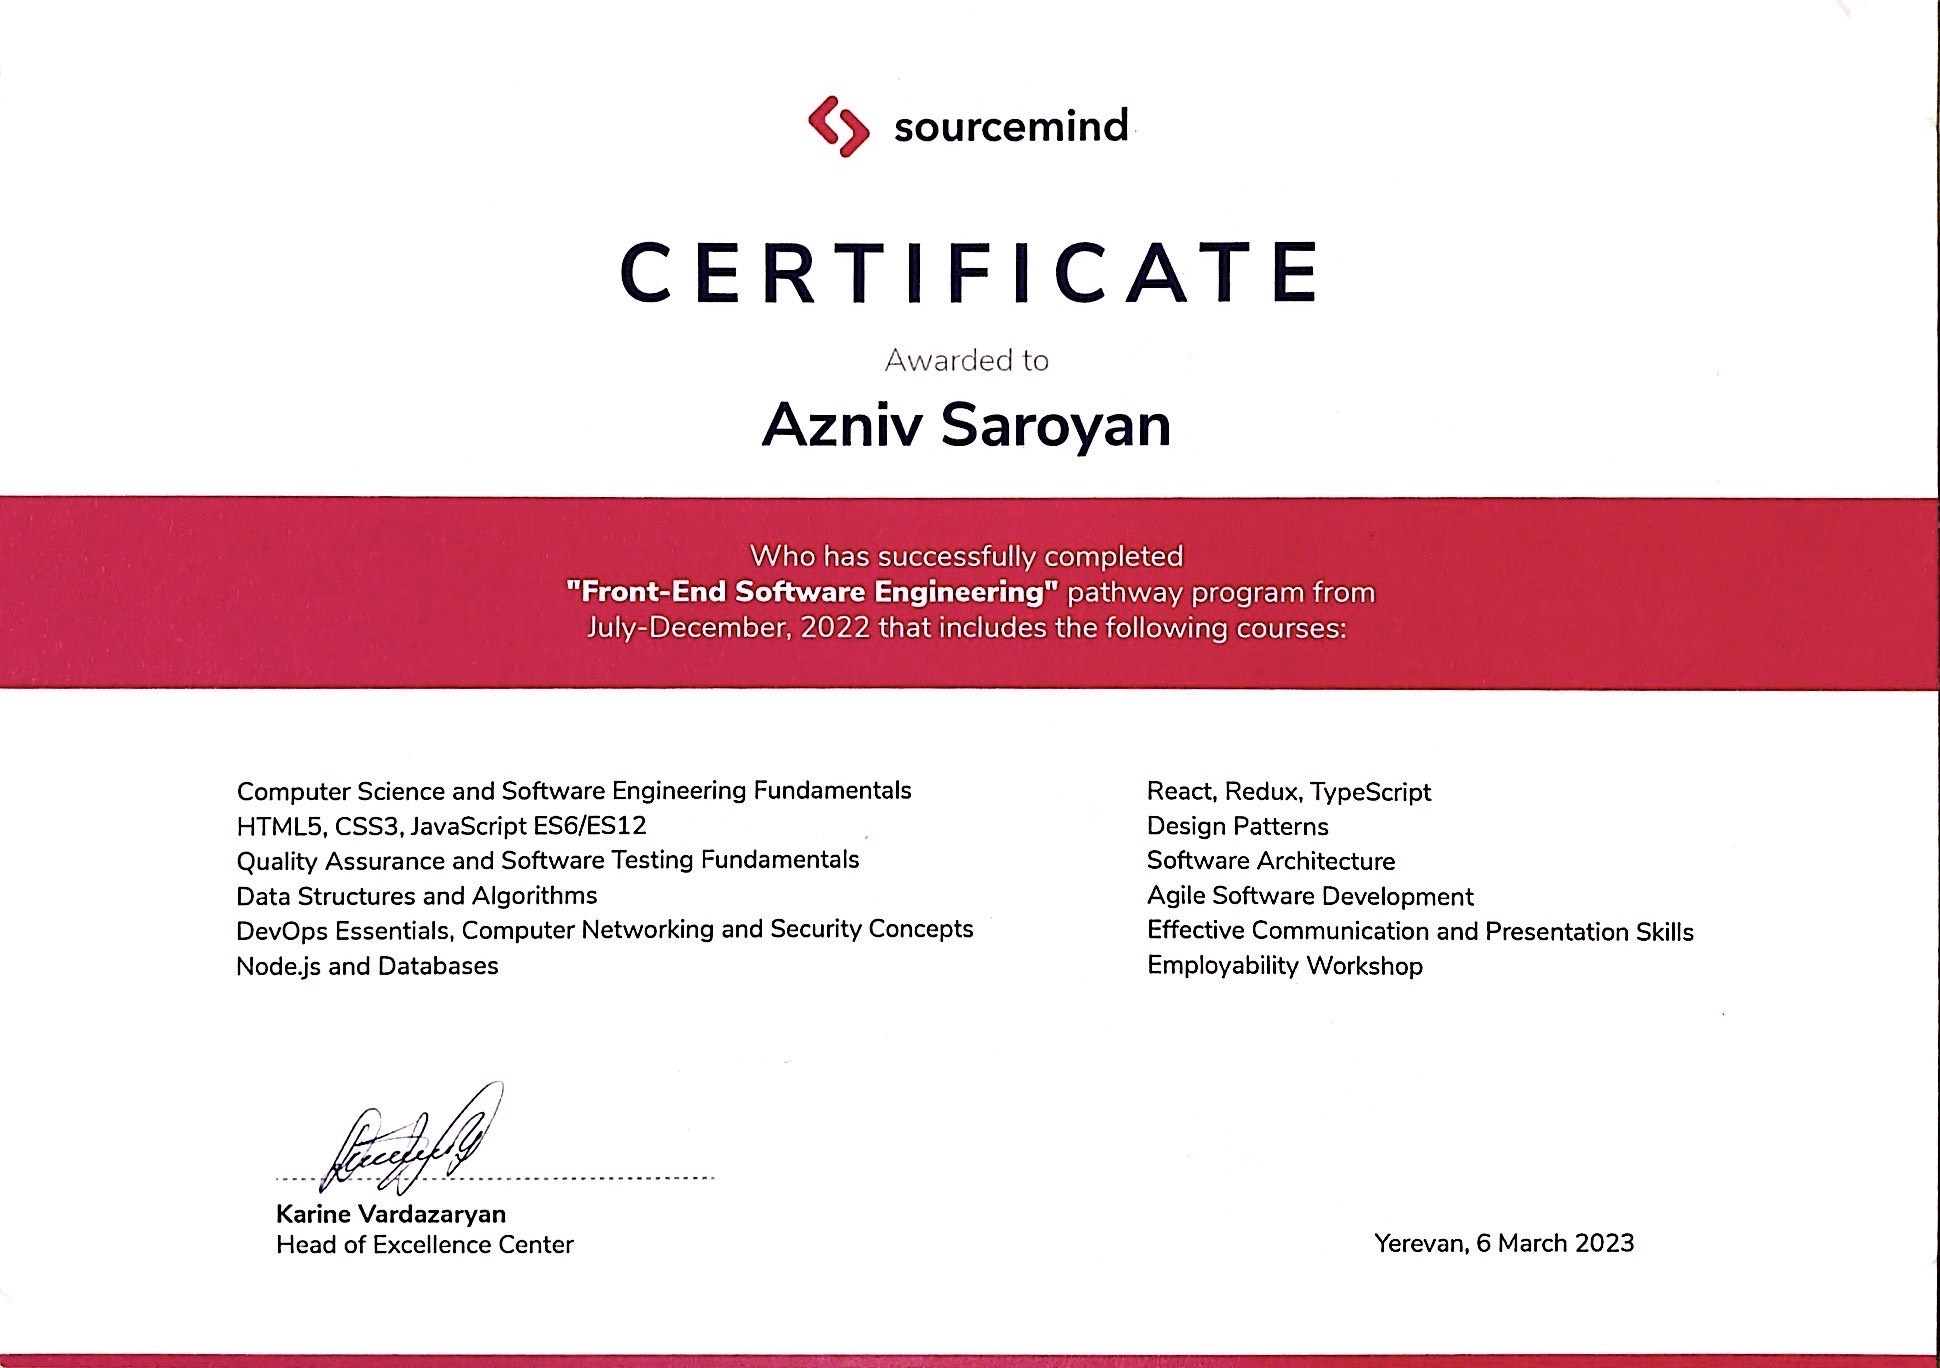 sourcemind
CERTIFICATE
Awarded to
Azniv Saroyan
Who has successfully completed
"Front-End Software Engineering" pathway program from
July-December, 2022 that includes the following courses:
Computer Science and Software Engineering Fundamentals
HTML5, CSS3, JavaScript ES6/ES12
Quality Assurance and Software Testing Fundamentals
Data Structures and Algorithms
DevOps Essentials, Computer Networking and Security Concepts
Node.js and Databases
React, Redux, TypeScript
Design Patterns
Software Architecture
Agile Software Development
Effective Communication and Presentation Skills
Employability Workshop
Karine Vardazaryan
Head of Excellence Center
Yerevan, 6 March 2023